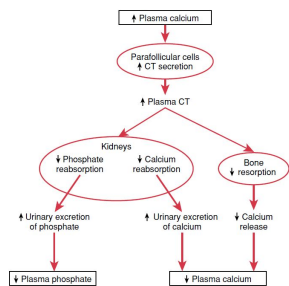 ↑ Plasma calcium
Parafollicular cells
↑ CT secretion
↑ Plasma CT
Kidneys
↓ Phosphate
reabsorption
↓ Calcium
reabsorption
Bone
↓ resorption
↑ Urinary excretion
of phosphate
↑ Urinary excretion
of calcium
↓ Calcium
release
↓ Plasma phosphate
↓ Plasma calcium